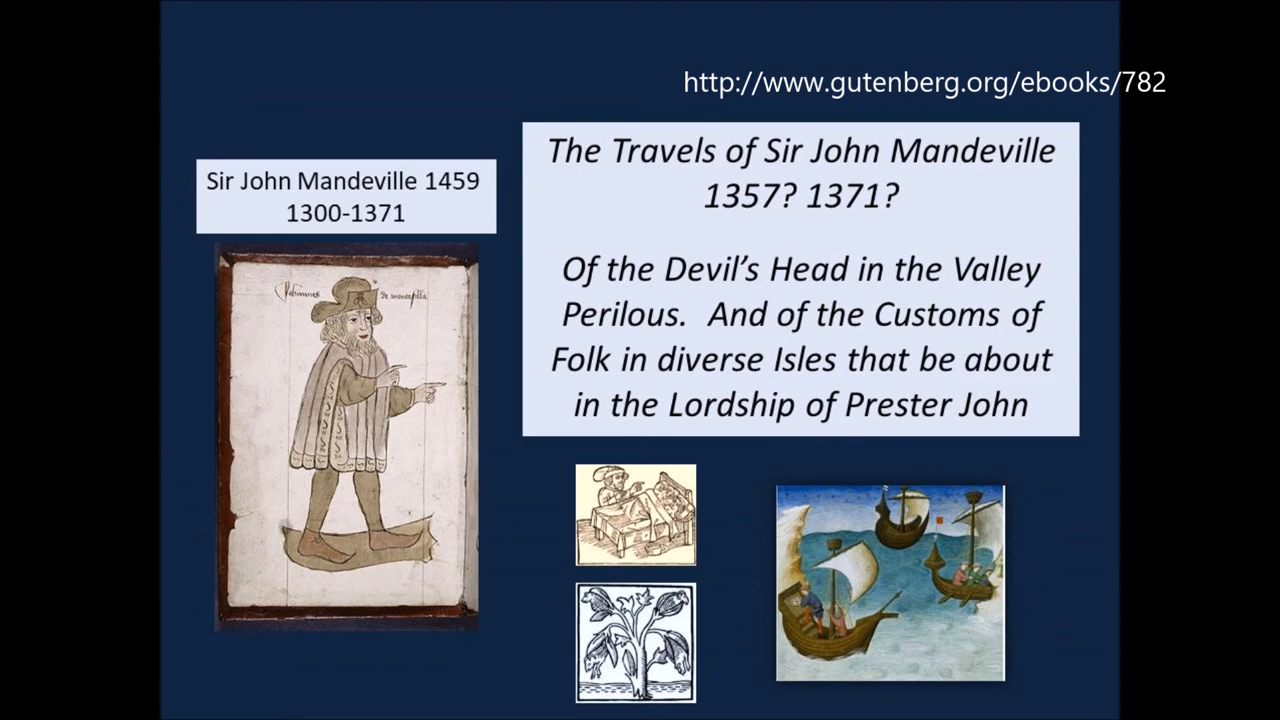 http://www.gutenberg.org/ebooks/782
Sir John Mandeville 1459
1300-1371
The Travels of Sir John Mandeville
1357? 1371?
Of the Devil’s Head in the Valley
Perilous.  And of the Customs of
Folk in diverse Isles that be about
in the Lordship of Prester John